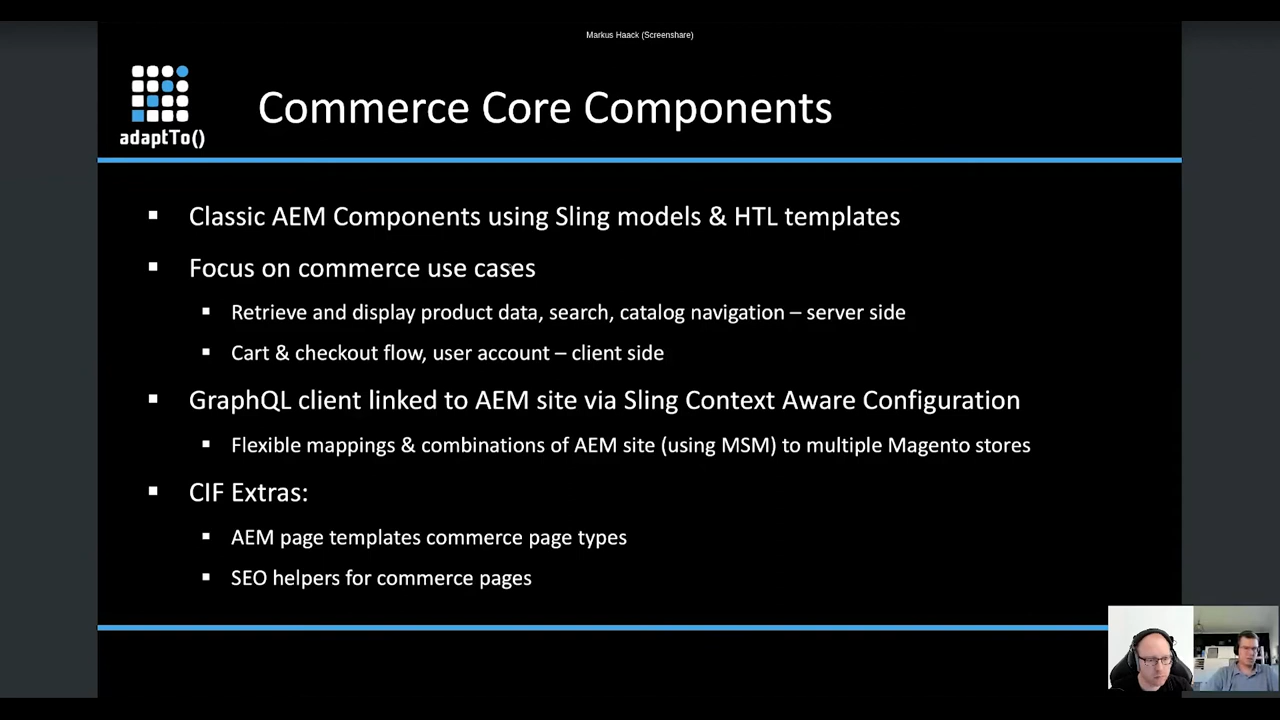 Markus Haack (Screenshare)
adaptTo()
Commerce Core Components
Classic AEM Components using Sling models & HTL templates
Focus on commerce use cases
Retrieve and display product data, search, catalog navigation – server side
Cart & checkout flow, user account – client side
GraphQL client linked to AEM site via Sling Context Aware Configuration
Flexible mappings & combinations of AEM site (using MSM) to multiple Magento stores
CIF Extras:
AEM page templates commerce page types
SEO helpers for commerce pages